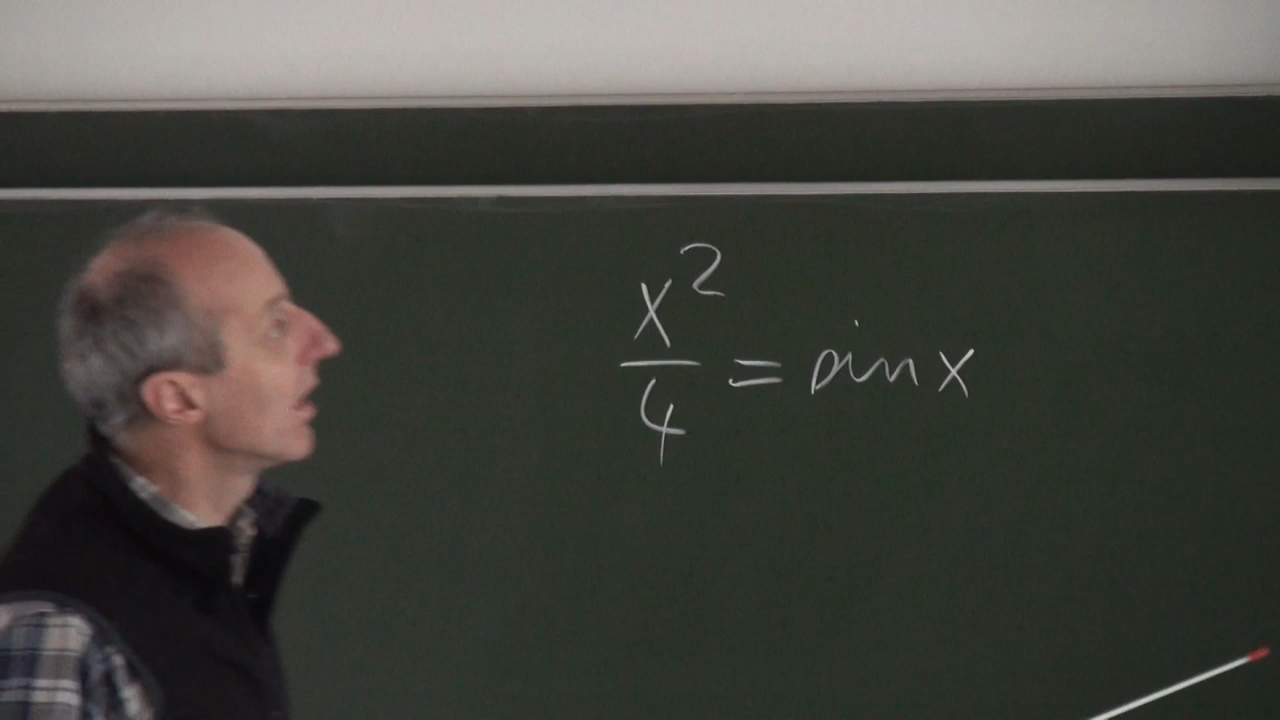 x²/4 = sin x